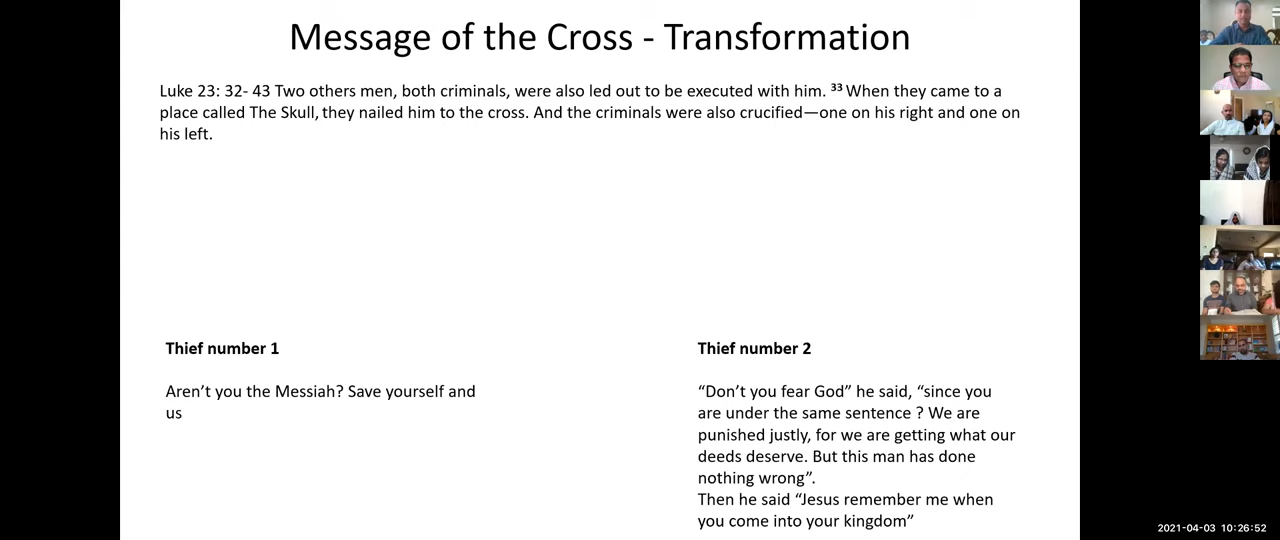 Message of the Cross - Transformation
Luke 23: 32- 43 Two others men, both criminals, were also led out to be executed with him. ³³ When they came to a
place called The Skull, they nailed him to the cross. And the criminals were also crucified—one on his right and one on
his left.
Thief number 1
Aren’t you the Messiah? Save yourself and
us
Thief number 2
“Don’t you fear God” he said, “since you
are under the same sentence ? We are
punished justly, for we are getting what our
deeds deserve. But this man has done
nothing wrong”.
Then he said “Jesus remember me when
you come into your kingdom”
2021-04-03 10:26:52